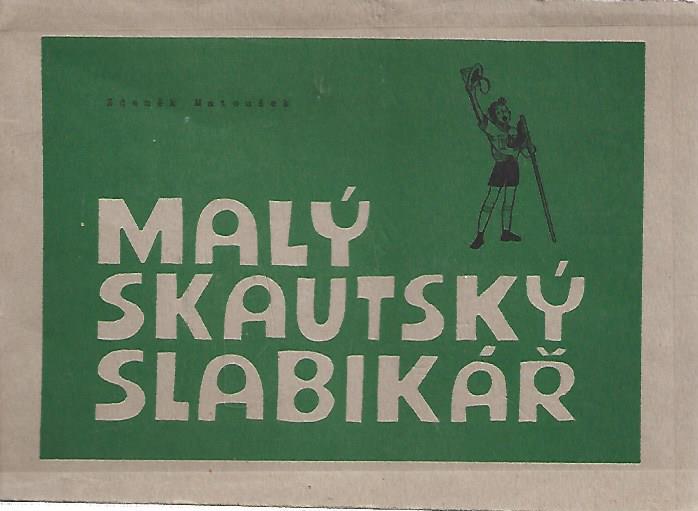 Zdeněk Matoušek
MALÝ
SKAUTSKÝ
SLABIKÁŘ